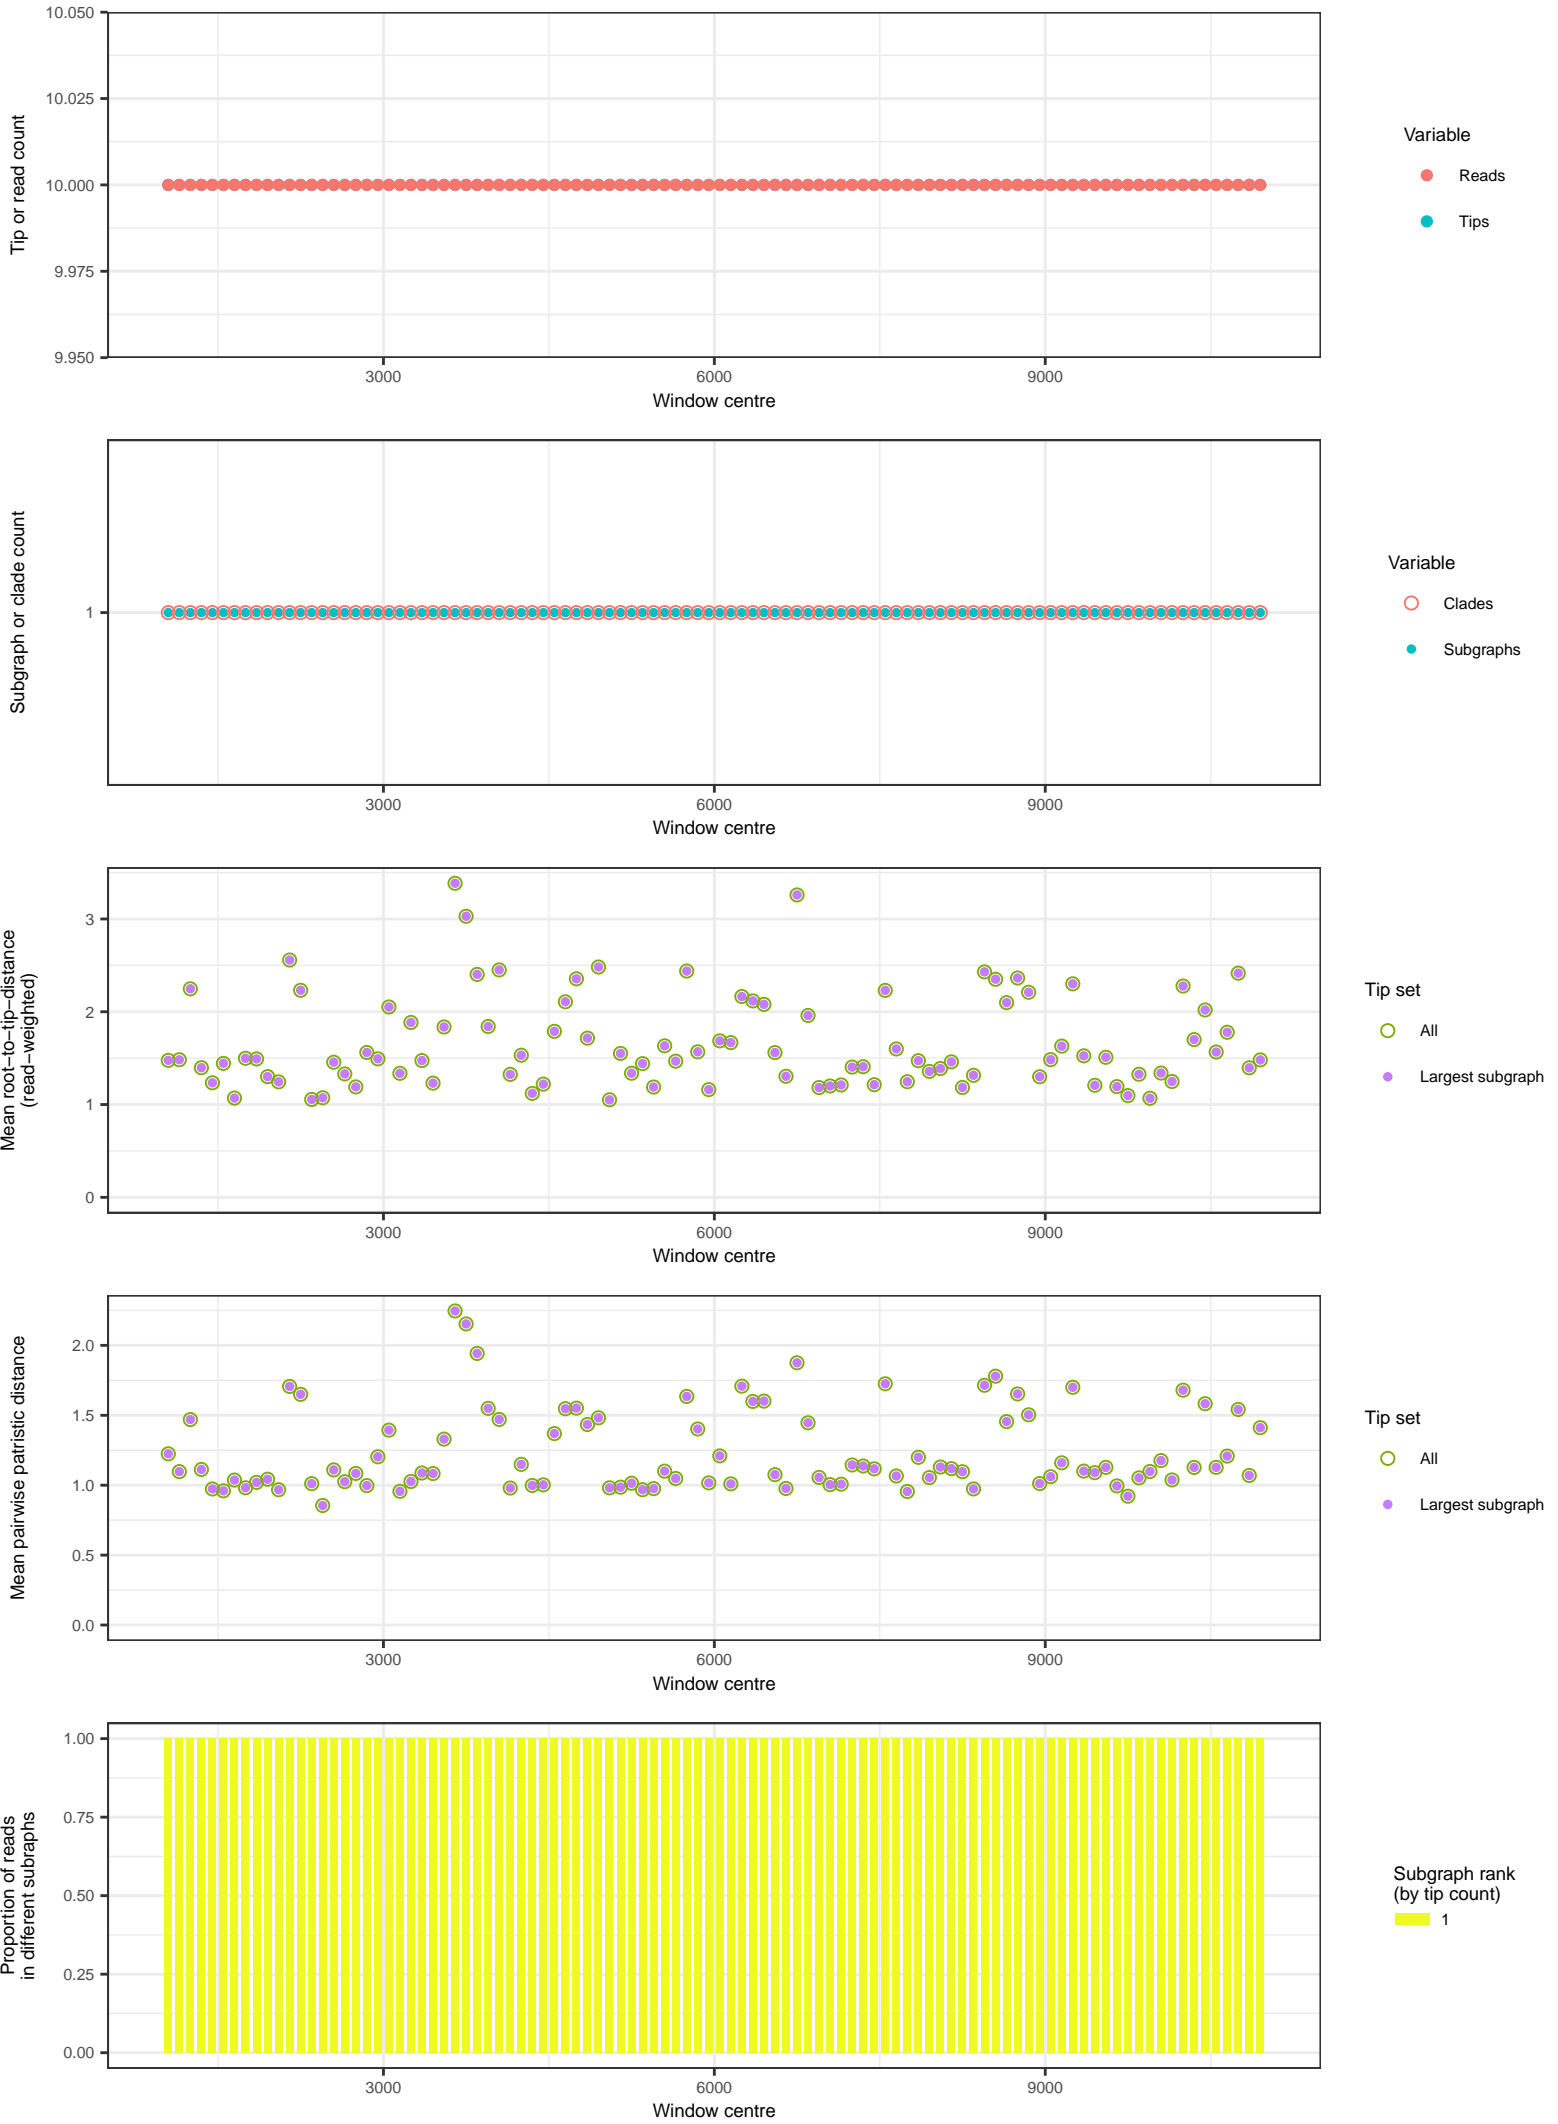 10.050
10.025
10.000
9.975
9.950
Tip or read count
3000
6000
9000
Window centre
Variable
Reads
Tips
1
Subgraph or clade count
3000
6000
9000
Window centre
Variable
Clades
Subgraphs
3
2
1
0
Mean root−to−tip−distance
(read−weighted)
3000
6000
9000
Window centre
Tip set
All
Largest subgraph
2.0
1.5
1.0
0.5
0.0
Mean pairwise patristic distance
3000
6000
9000
Window centre
Tip set
All
Largest subgraph
1.00
0.75
0.50
0.25
0.00
Proportion of reads
in different subraphs
3000
6000
9000
Window centre
Subgraph rank
(by tip count)
1